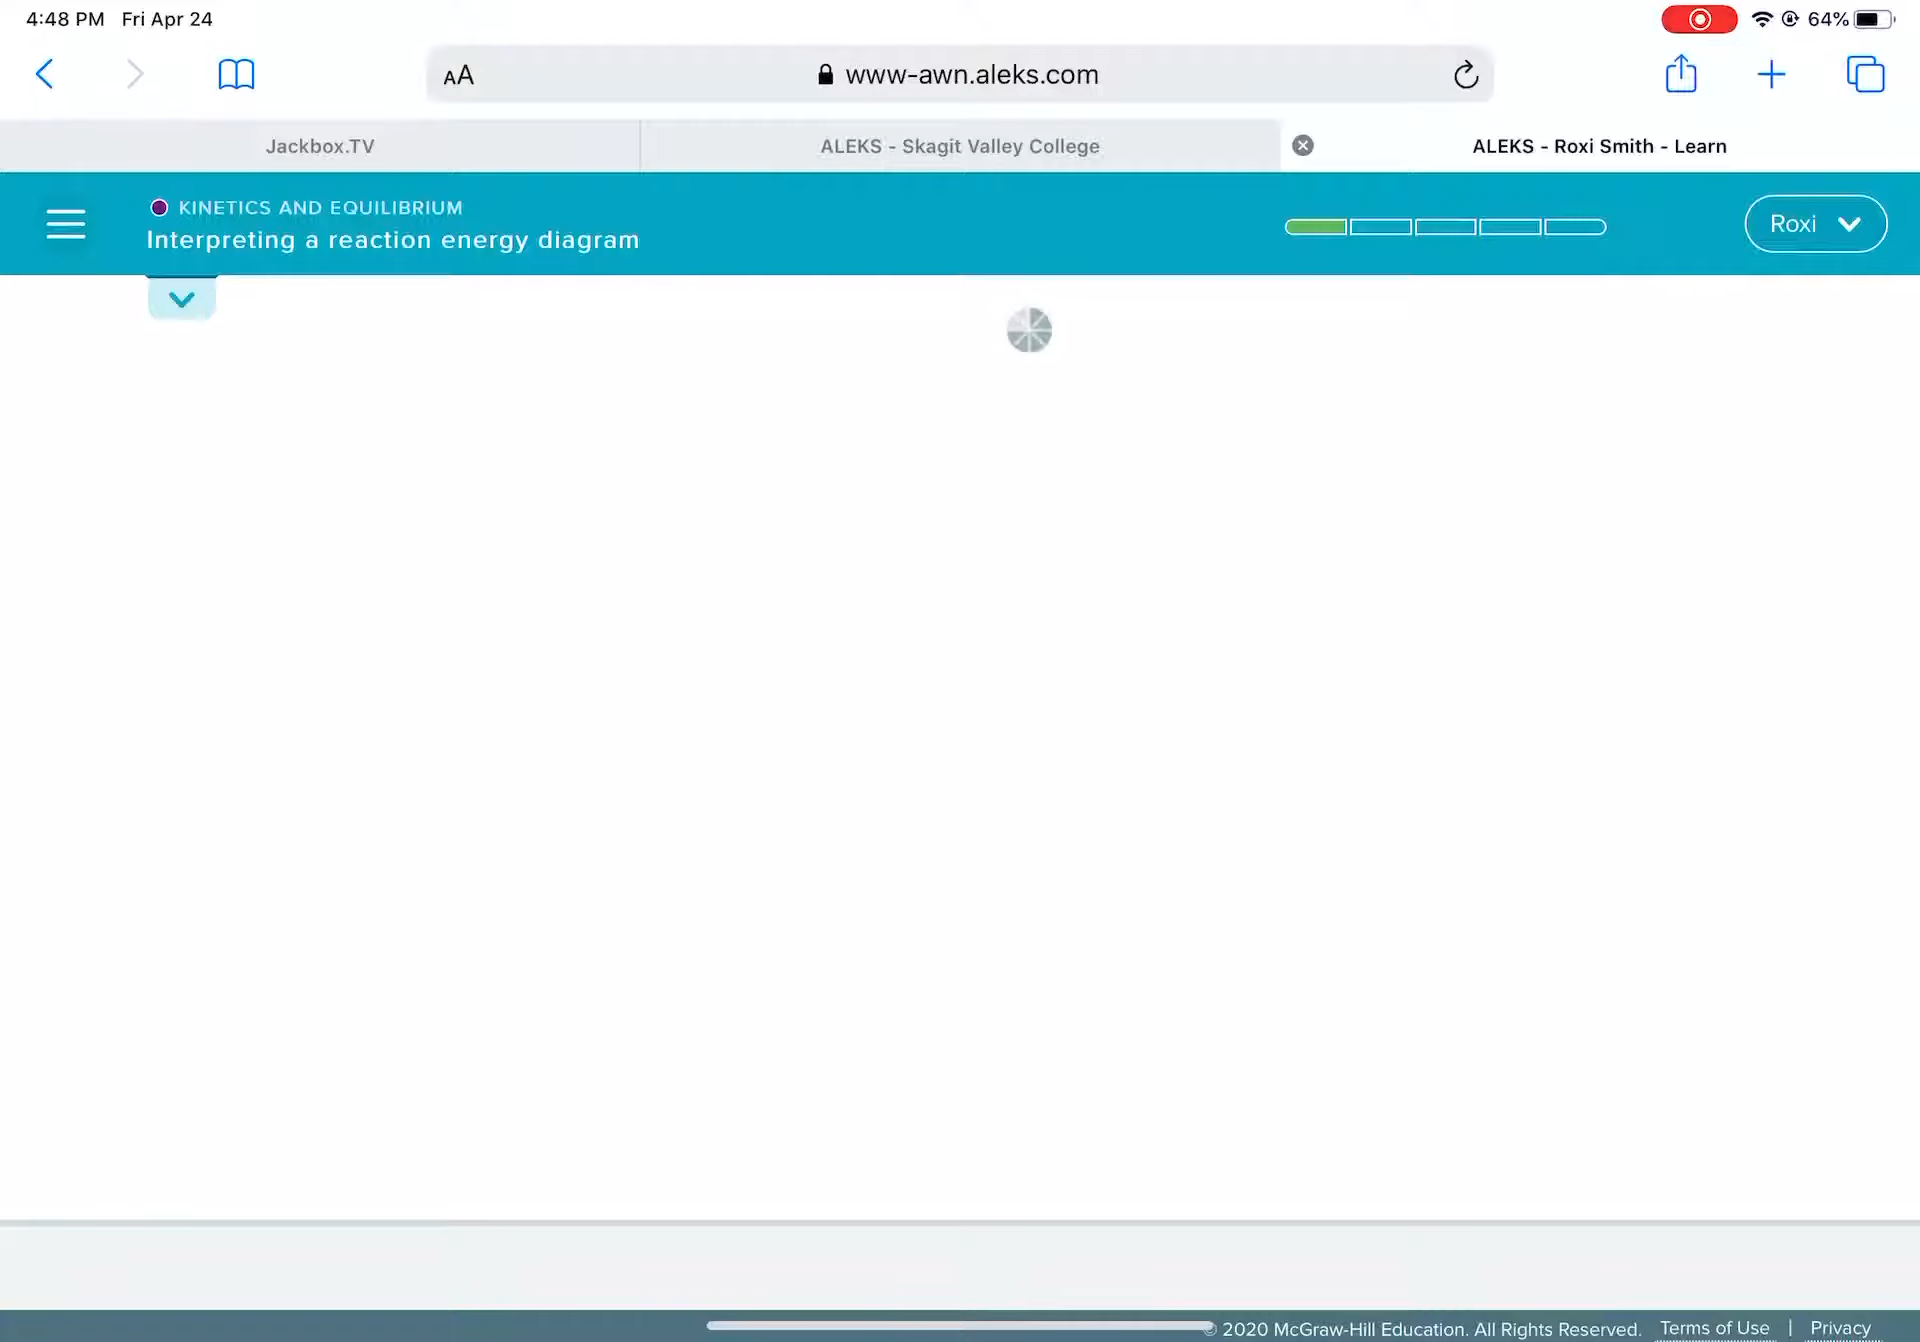 4:48 PM Fri Apr 24
64%
AA
www-awn.aleks.com
Jackbox.TV
ALEKS - Skagit Valley College
ALEKS - Roxi Smith - Learn
KINETICS AND EQUILIBRIUM
Interpreting a reaction energy diagram
Roxi
© 2020 McGraw-Hill Education. All Rights Reserved. Terms of Use | Privacy